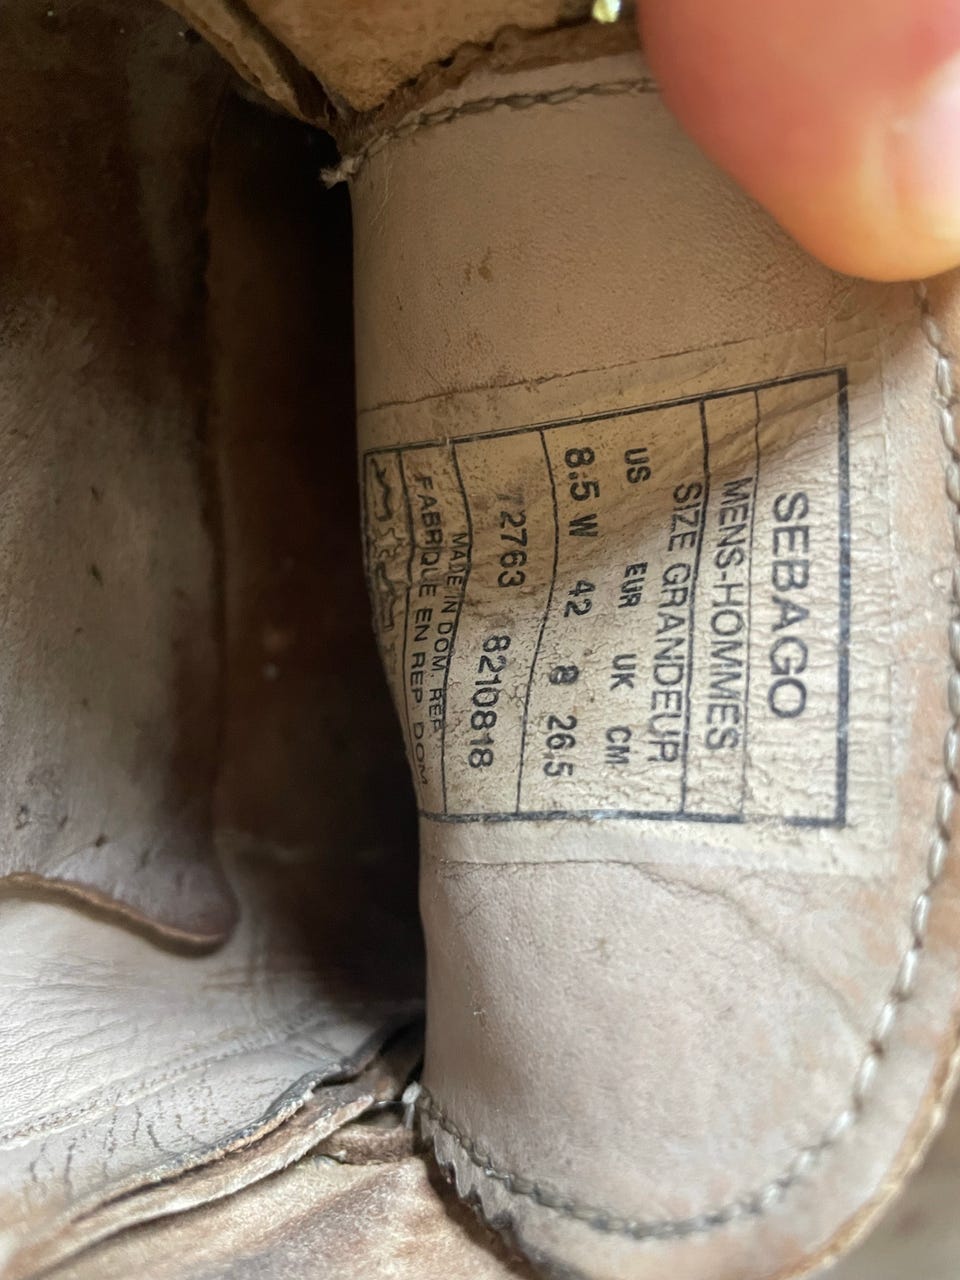 SEBAGO
MENS-HOMMES
SIZE GRANDEUR
US EUR UK CM
8.5 W 42 8 26.5
72763 8210818
MADE IN DOM. REP
FABRIQUE EN REP DOM